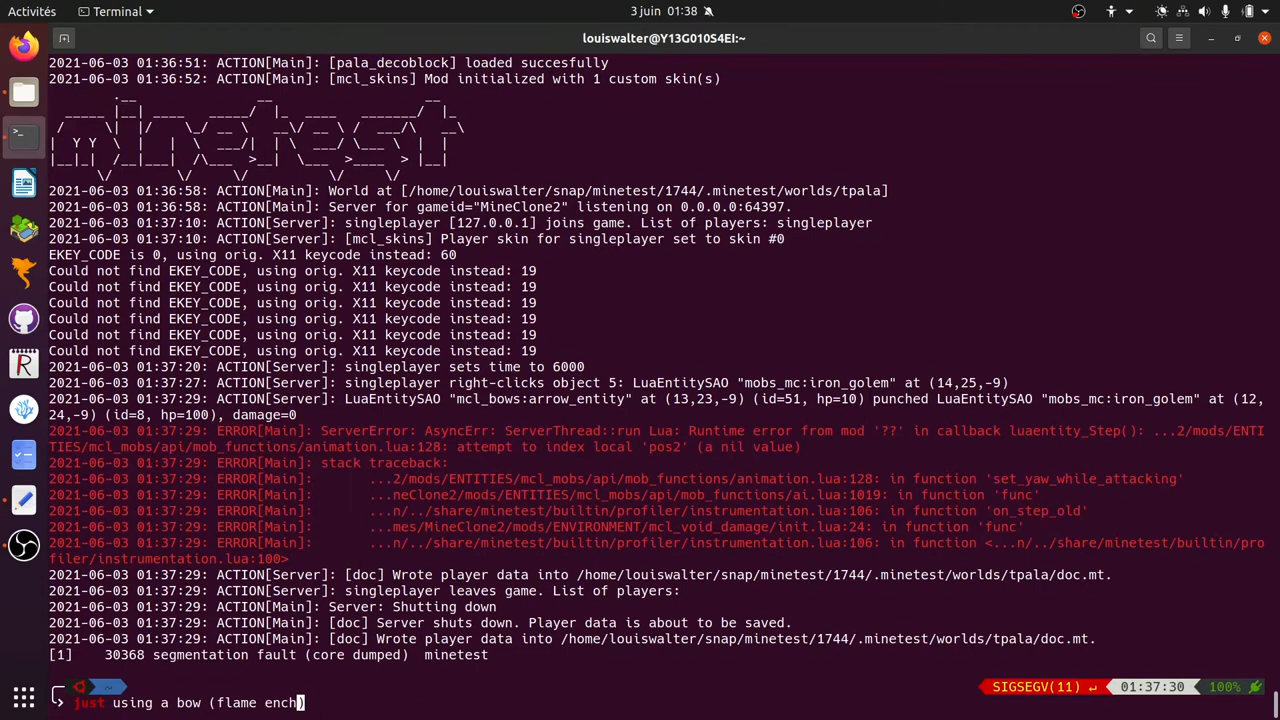 Activités
Terminal
3 juin 01:38
louiswalter@Y13G010S4EI:~
2021-06-03 01:36:51: ACTION[Main]: [pala_decoblock] loaded succesfully
2021-06-03 01:36:52: ACTION[Main]: [mcl_skins] Mod initialized with 1 custom skin(s)
minetest
2021-06-03 01:36:58: ACTION[Main]: World at [/home/louiswalter/snap/minetest/1744/.minetest/worlds/tpala]
2021-06-03 01:36:58: ACTION[Main]: Server for gameid="MineClone2" listening on 0.0.0.0:64397.
2021-06-03 01:37:10: ACTION[Server]: singleplayer [127.0.0.1] joins game. List of players: singleplayer
2021-06-03 01:37:10: ACTION[Server]: [mcl_skins] Player skin for singleplayer set to skin #0
EKEY_CODE is 0, using orig. X11 keycode instead: 60
Could not find EKEY_CODE, using orig. X11 keycode instead: 19
Could not find EKEY_CODE, using orig. X11 keycode instead: 19
Could not find EKEY_CODE, using orig. X11 keycode instead: 19
Could not find EKEY_CODE, using orig. X11 keycode instead: 19
Could not find EKEY_CODE, using orig. X11 keycode instead: 19
Could not find EKEY_CODE, using orig. X11 keycode instead: 19
2021-06-03 01:37:20: ACTION[Server]: singleplayer sets time to 6000
2021-06-03 01:37:27: ACTION[Server]: singleplayer right-clicks object 5: LuaEntitySAO "mobs_mc:iron_golem" at (14,25,-9)
2021-06-03 01:37:29: ACTION[Server]: LuaEntitySAO "mcl_bows:arrow_entity" at (13,23,-9) (id=51, hp=10) punched LuaEntitySAO "mobs_mc:iron_golem" at (12,
24,-9) (id=8, hp=100), damage=0
2021-06-03 01:37:29: ERROR[Main]: ServerError: AsyncErr: ServerThread::run Lua: Runtime error from mod '??' in callback luaentity_Step(): ...2/mods/ENTI
TIES/mcl_mobs/api/mob_functions/animation.lua:128: attempt to index local 'pos2' (a nil value)
2021-06-03 01:37:29: ERROR[Main]: stack traceback:
2021-06-03 01:37:29: ERROR[Main]: ...2/mods/ENTITIES/mcl_mobs/api/mob_functions/animation.lua:128: in function 'set_yaw_while_attacking'
2021-06-03 01:37:29: ERROR[Main]: ...neClone2/mods/ENTITIES/mcl_mobs/api/mob_functions/ai.lua:1019: in function 'func'
2021-06-03 01:37:29: ERROR[Main]: ...n/../share/minetest/builtin/profiler/instrumentation.lua:106: in function 'on_step_old'
2021-06-03 01:37:29: ERROR[Main]: ...mes/MineClone2/mods/ENVIRONMENT/mcl_void_damage/init.lua:24: in function 'func'
2021-06-03 01:37:29: ERROR[Main]: ...n/../share/minetest/builtin/profiler/instrumentation.lua:106: in function <...n/../share/minetest/builtin/pro
filer/instrumentation.lua:100>
2021-06-03 01:37:29: ACTION[Server]: [doc] Wrote player data into /home/louiswalter/snap/minetest/1744/.minetest/worlds/tpala/doc.mt.
2021-06-03 01:37:29: ACTION[Server]: singleplayer leaves game. List of players:
2021-06-03 01:37:29: ACTION[Main]: Server: Shutting down
2021-06-03 01:37:29: ACTION[Main]: [doc] Server shuts down. Player data is about to be saved.
2021-06-03 01:37:29: ACTION[Main]: [doc] Wrote player data into /home/louiswalter/snap/minetest/1744/.minetest/worlds/tpala/doc.mt.
[1] 30368 segmentation fault (core dumped) minetest
~ SIGSEGV(11) ↵ 01:37:30 100%
just using a bow (flame ench)